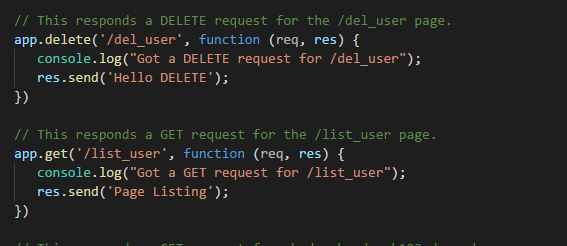 // This responds a DELETE request for the /del_user page.
app.delete('/del_user', function (req, res) {
   console.log("Got a DELETE request for /del_user");
   res.send('Hello DELETE');
})
// This responds a GET request for the /list_user page.
app.get('/list_user', function (req, res) {
   console.log("Got a GET request for /list_user");
   res.send('Page Listing');
})